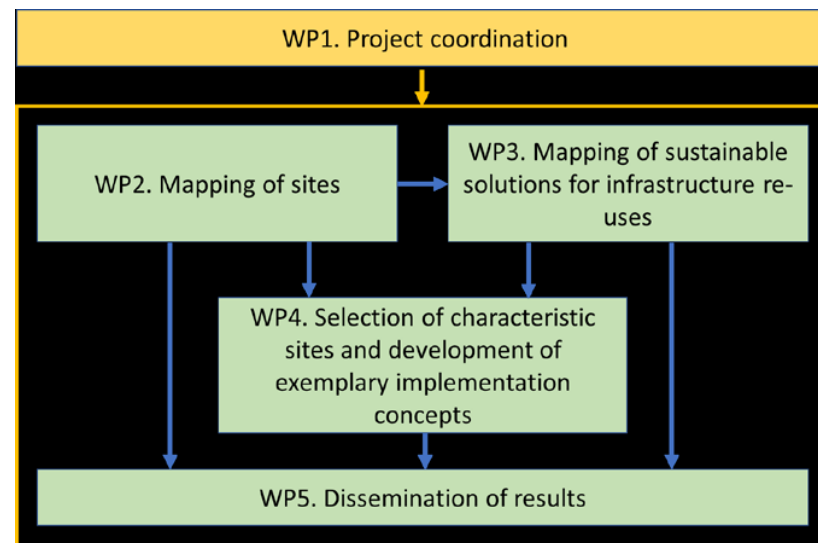 WP1. Project coordination
WP2. Mapping of sites
WP3. Mapping of sustainable
solutions for infrastructure re-
uses
WP4. Selection of characteristic
sites and development of
exemplary implementation
concepts
WP5. Dissemination of results